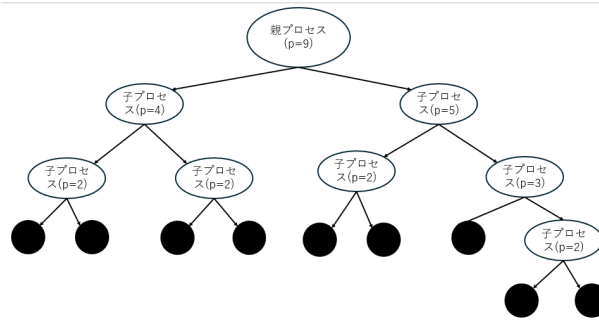 親プロセス
(p=9)
子プロセ
ス(p=4)
子プロセ
ス(p=5)
子プロセ
ス(p=2)
子プロセ
ス(p=2)
子プロセ
ス(p=2)
子プロセ
ス(p=3)
子プロセ
ス(p=2)